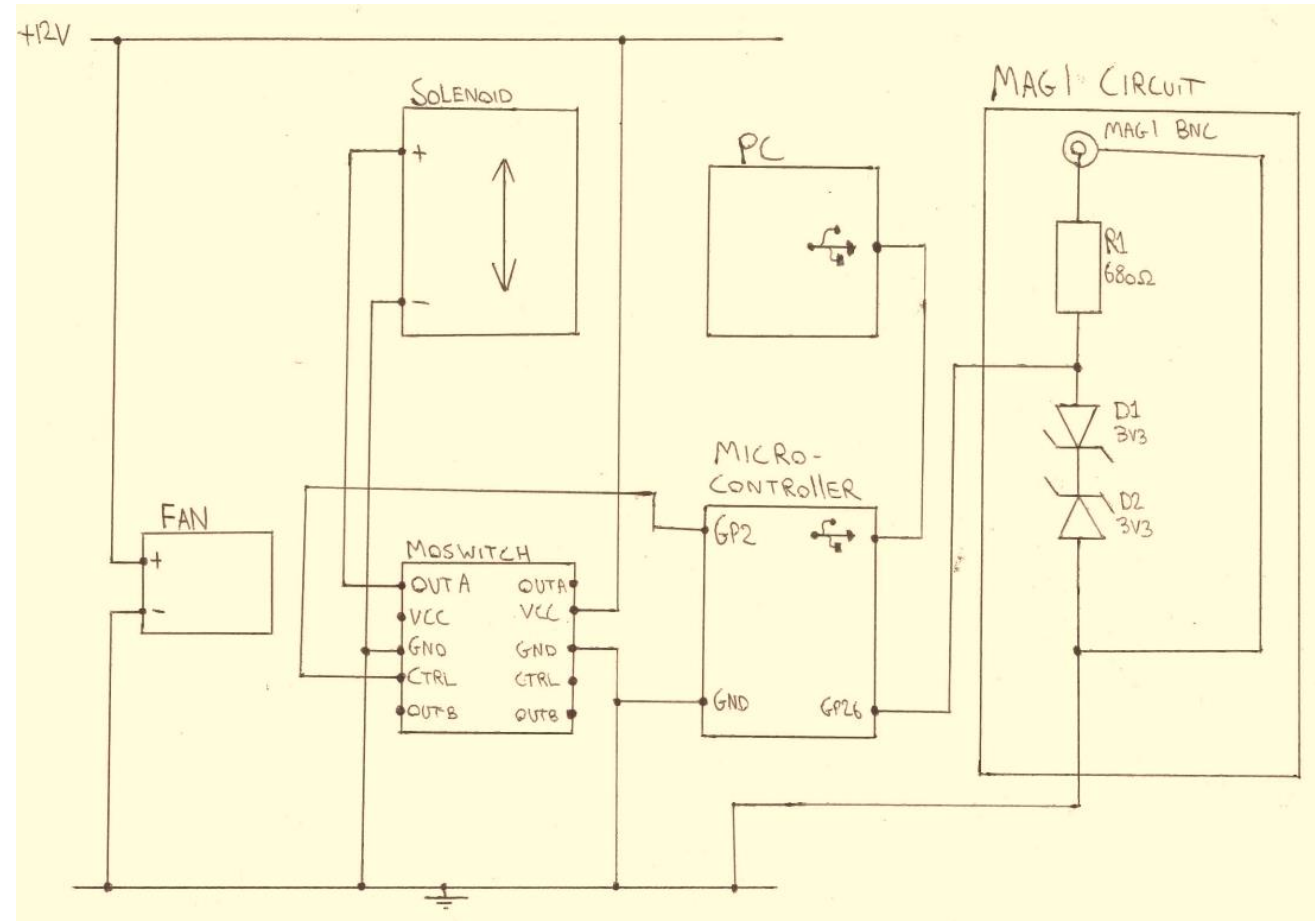 +12V
SOLENOID
+
-
PC
MAG1 CIRCUIT
MAG1 BNC
R1
680Ω
D1
3V3
D2
3V3
MICRO-
CONTROllER
GP2
GND
GP26
FAN
+
-
MOSWITCH
OUT A OUTA
VCC VCC
GND GND
CTRL CTRL
OUTB OUTB